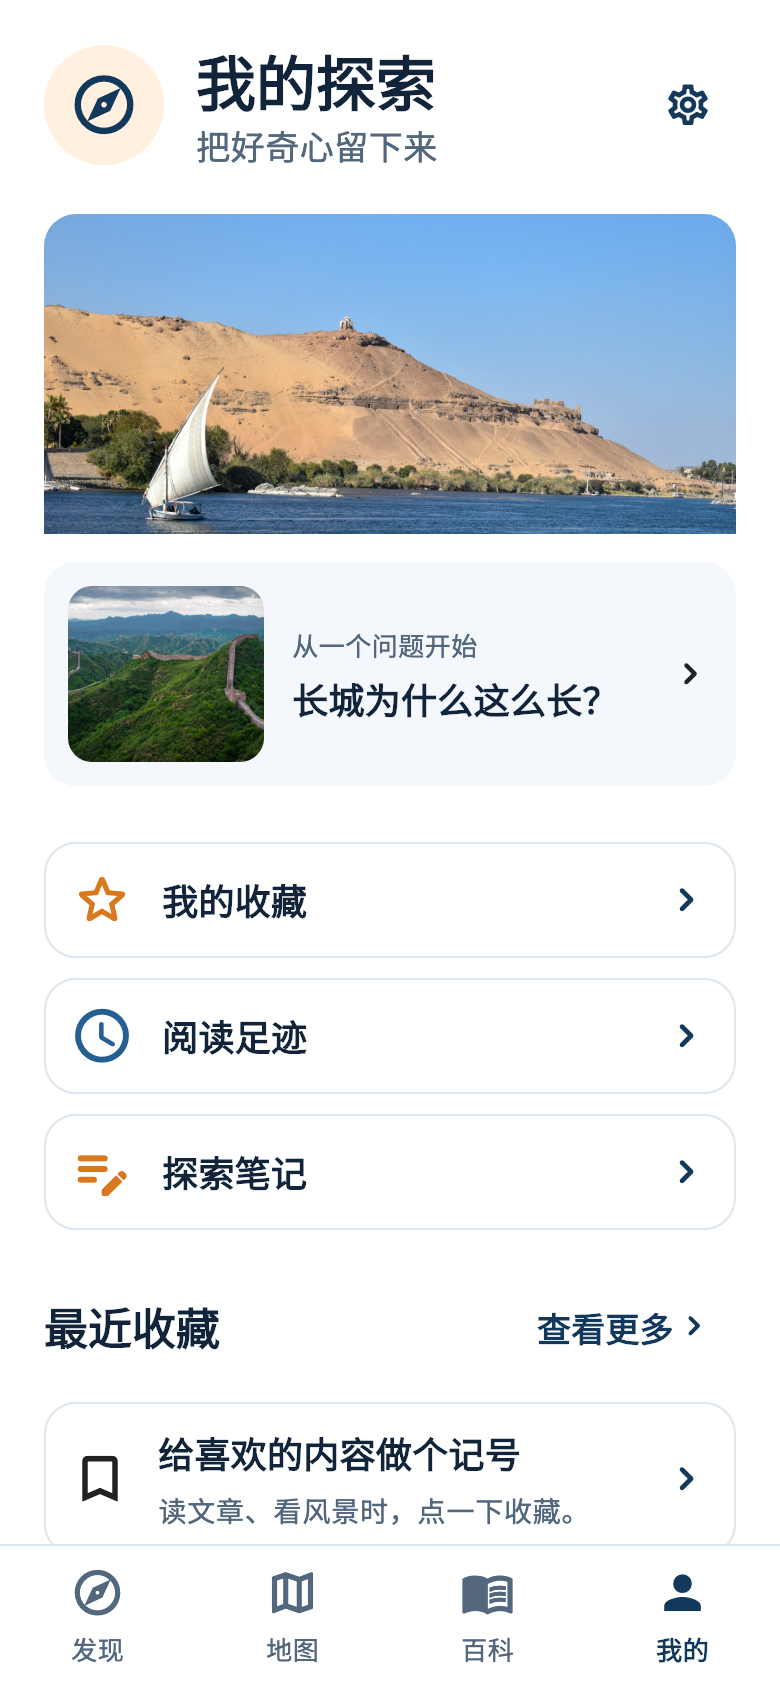 我的探索
把好奇心留下来
从一个问题开始
长城为什么这么长？
我的收藏
阅读足迹
探索笔记
最近收藏
查看更多
给喜欢的内容做个记号
读文章、看风景时，点一下收藏。
发现
地图
百科
我的